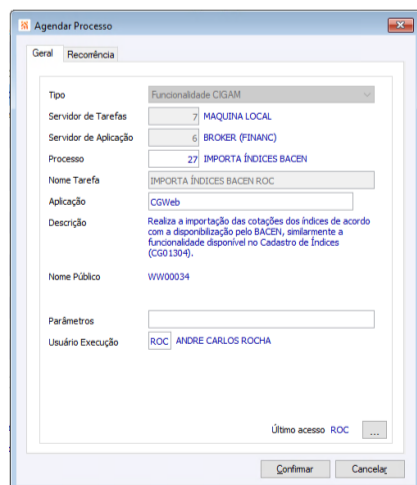 Agendar Processo
Geral Recorrência
Tipo Funcionalidade CIGAM
Servidor de Tarefas 7 MAQUINA LOCAL
Servidor de Aplicação 6 BROKER (FINANC)
Processo 27 IMPORTA ÍNDICES BACEN
Nome Tarefa IMPORTA ÍNDICES BACEN ROC
Aplicação CGWeb
Descrição Realiza a importação das cotações dos índices de acordo
com a disponibilização pelo BACEN, similarmente a
funcionalidade disponível no Cadastro de Índices
(CG01304).
Nome Público WW00034
Parâmetros
Usuário Execução ROC ANDRE CARLOS ROCHA
Último acesso ROC ...
Confirmar Cancelar